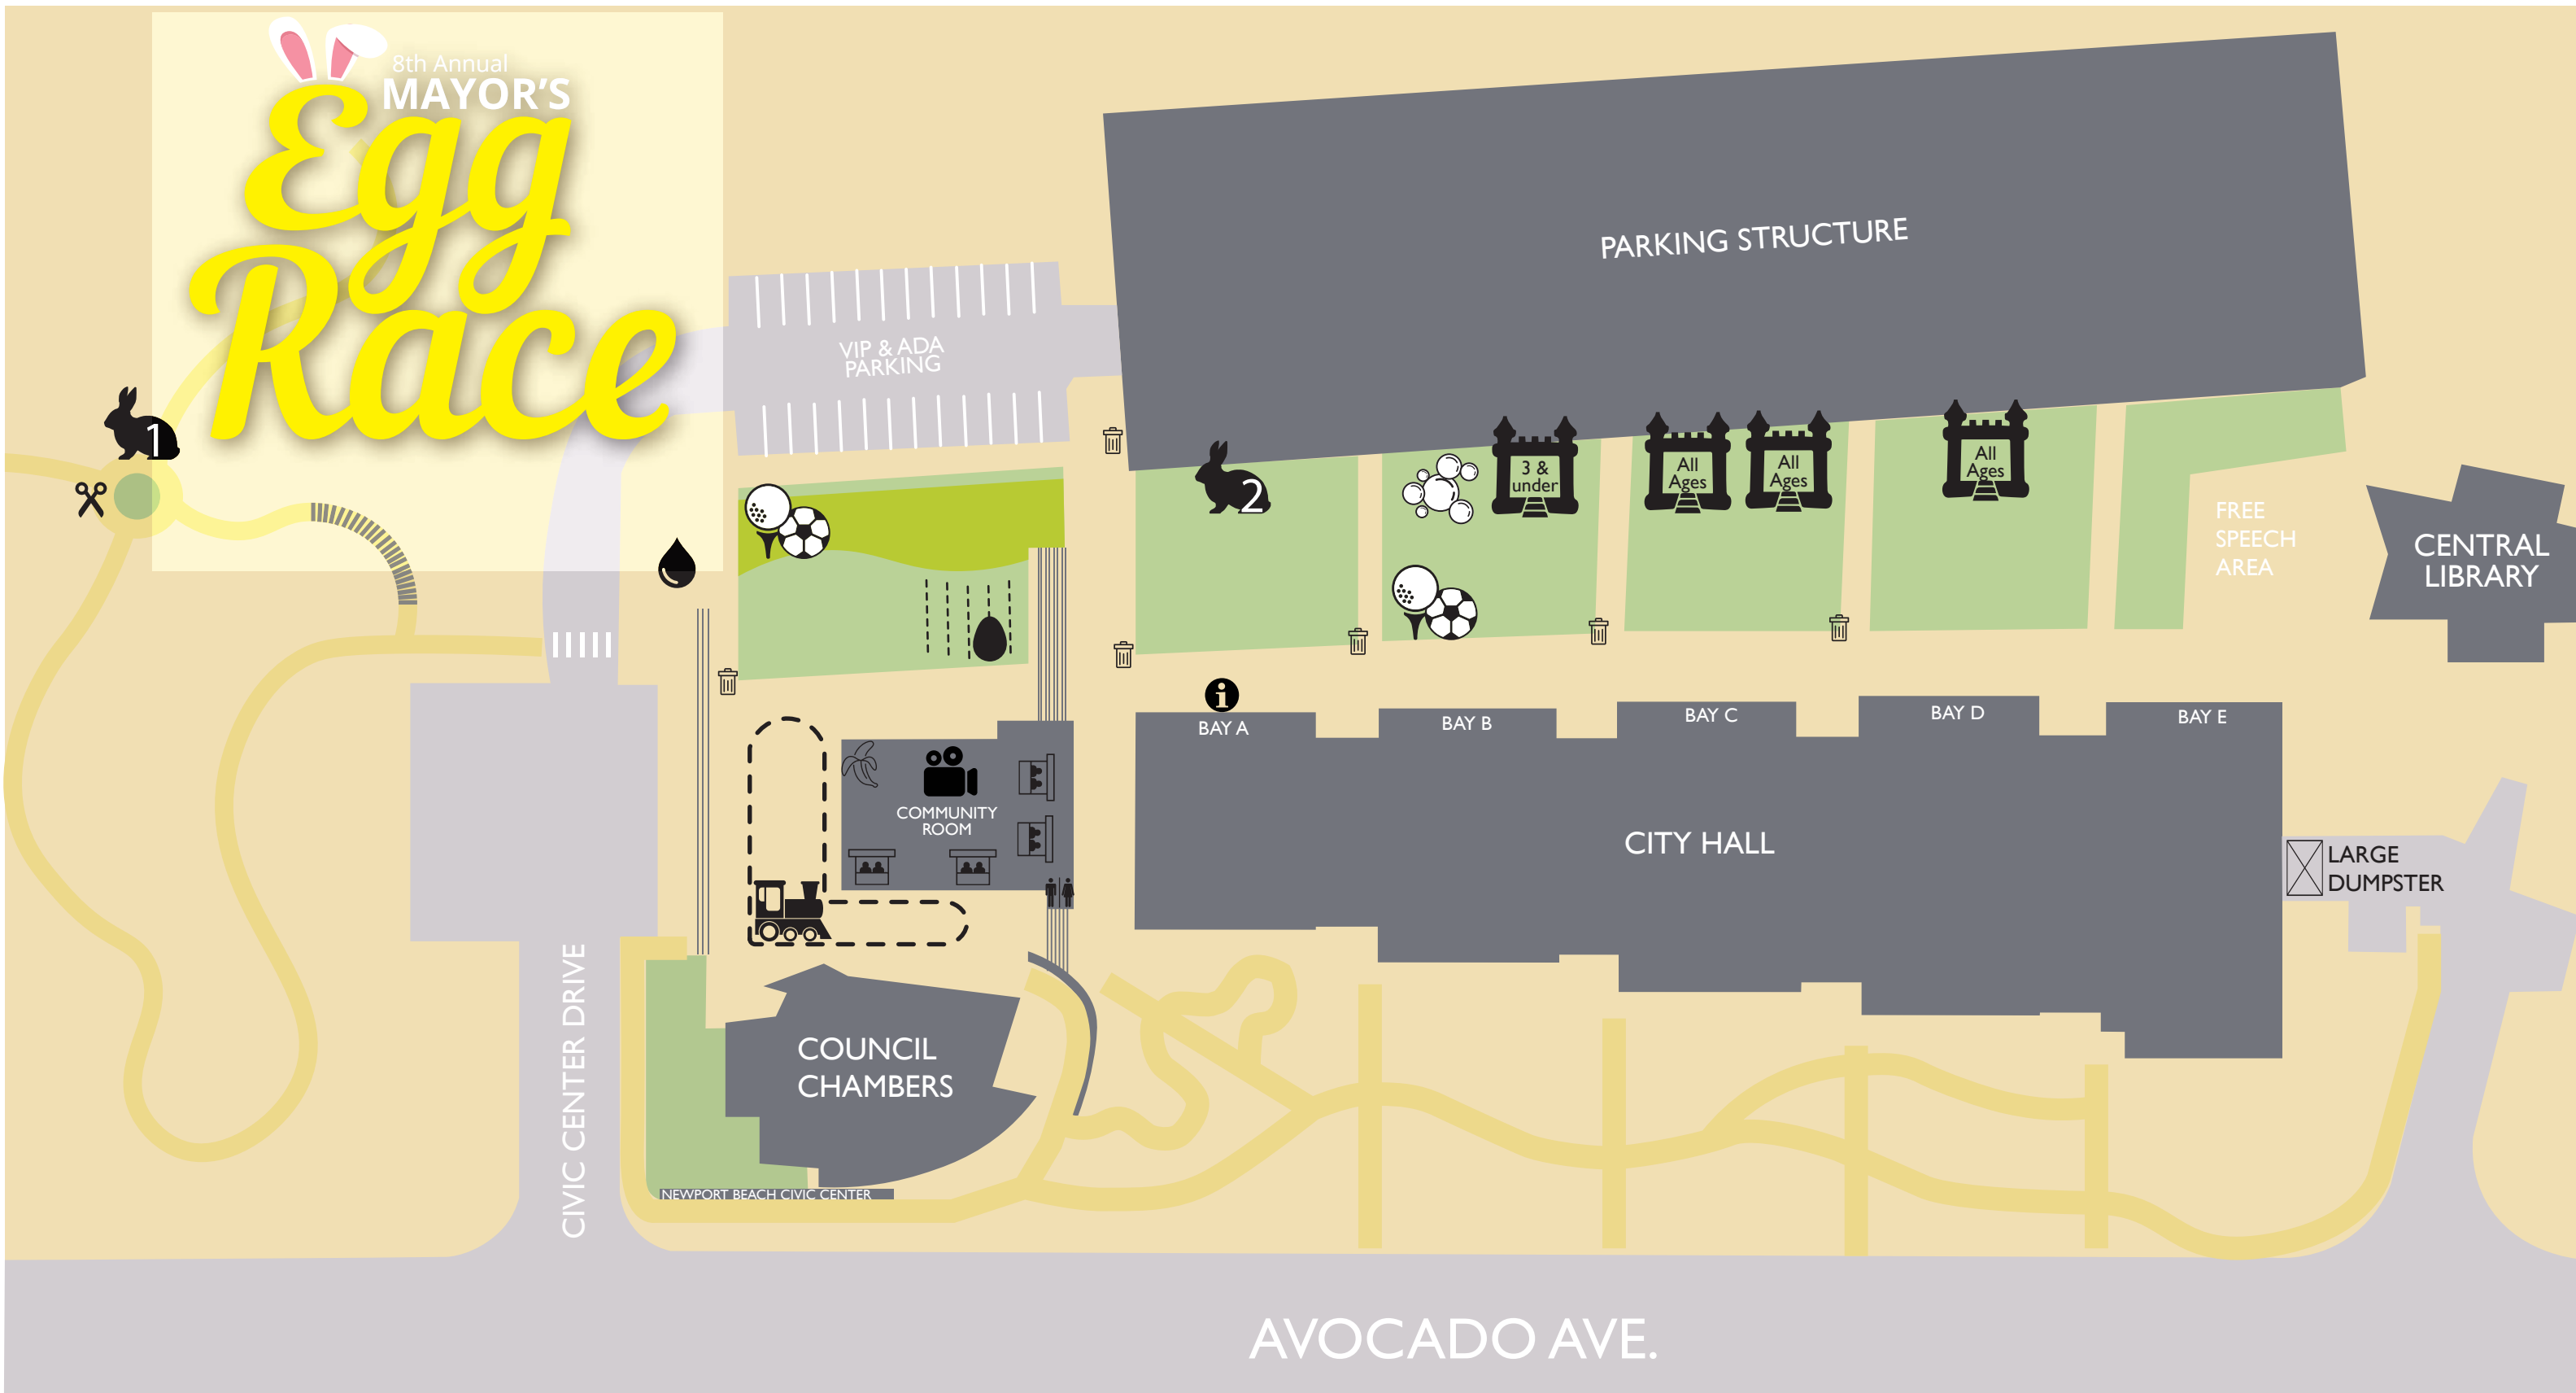 8th Annual
MAYOR'S
Egg
Race
1
PARKING STRUCTURE
VIP & ADA
PARKING
2
3 &
under
All
Ages
All
Ages
All
Ages
FREE
SPEECH
AREA
CENTRAL
LIBRARY
i
BAY A
BAY B
BAY C
BAY D
BAY E
COMMUNITY
ROOM
CITY HALL
LARGE
DUMPSTER
CIVIC CENTER DRIVE
COUNCIL
CHAMBERS
NEWPORT BEACH CIVIC CENTER
AVOCADO AVE.